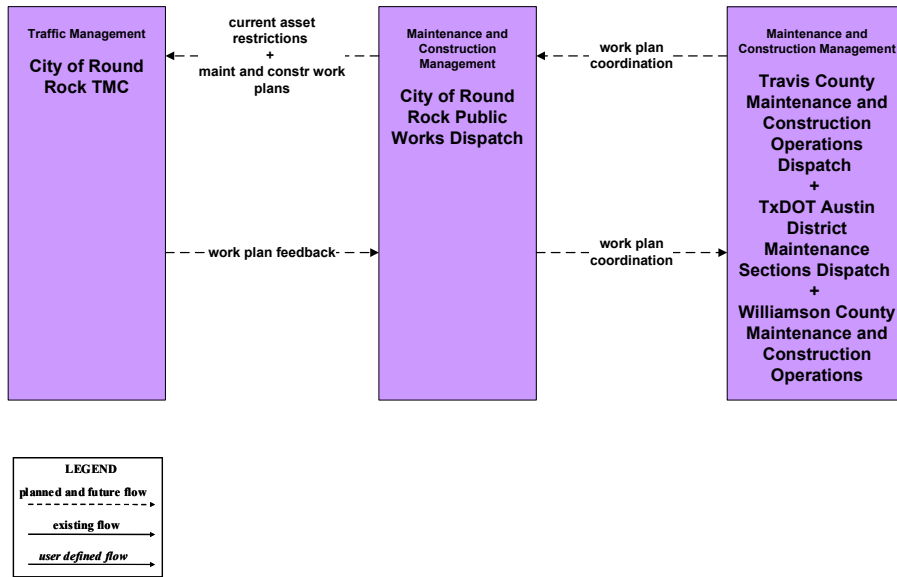 Traffic Management
City of Round
Rock TMC
current asset
restrictions
+
maint and constr work
plans
work plan feedback
Maintenance and
Construction
Management
City of Round
Rock Public
Works Dispatch
work plan
coordination
work plan
coordination
Maintenance and
Construction Management
Travis County
Maintenance and
Construction
Operations
Dispatch
+
TxDOT Austin
District
Maintenance
Sections Dispatch
+
Williamson County
Maintenance and
Construction
Operations
LEGEND
planned and future flow
existing flow
user defined flow